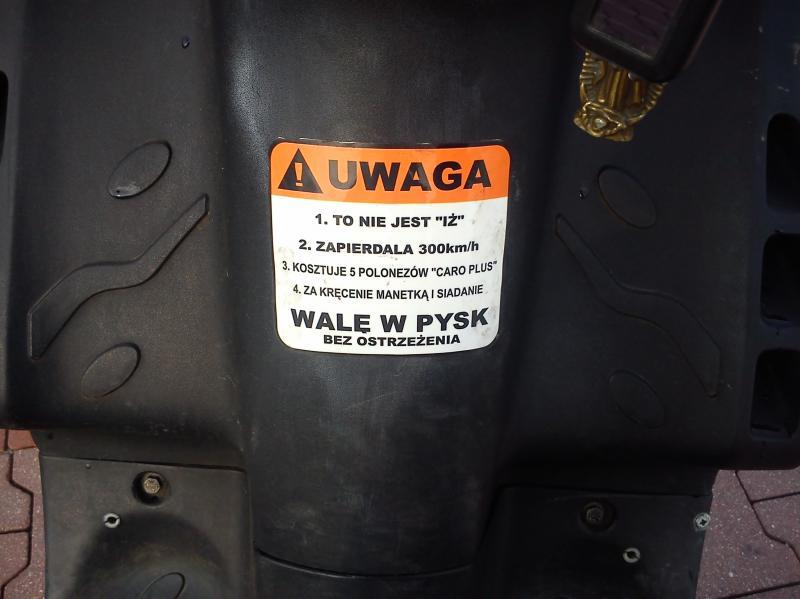 UWAGA
1. TO NIE JEST "IŻ"
2. ZAPIERDALA 300km/h
3. KOSZTUJE 5 POLONEZÓW "CARO PLUS"
4. ZA KRĘCENIE MANETKĄ I SIADANIE
WALĘ W PYSK
BEZ OSTRZEŻENIA